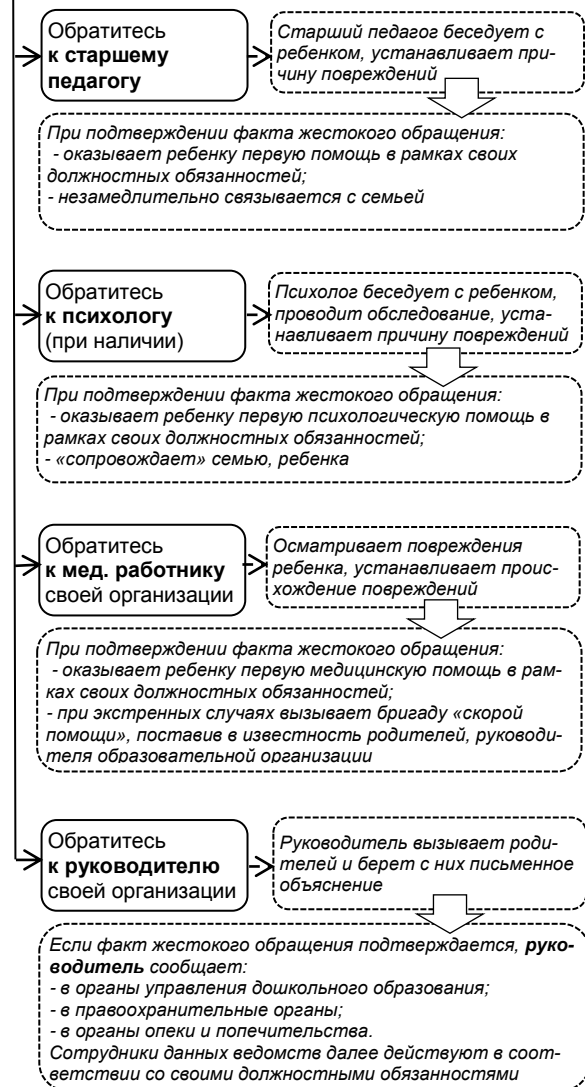 Обратитесь
к старшему
педагогу
Старший педагог беседует с
ребенком, устанавливает при-
чину повреждений
При подтверждении факта жестокого обращения:
- оказывает ребенку первую помощь в рамках своих
должностных обязанностей;
- незамедлительно связывается с семьей
Обратитесь
к психологу
(при наличии)
Психолог беседует с ребенком,
проводит обследование, уста-
навливает причину повреждений
При подтверждении факта жестокого обращения:
- оказывает ребенку первую психологическую помощь в
рамках своих должностных обязанностей;
- «сопровождает» семью, ребенка
Обратитесь
к мед. работнику
своей организации
Осматривает повреждения
ребенка, устанавливает проис-
хождение повреждений
При подтверждении факта жестокого обращения:
- оказывает ребенку первую медицинскую помощь в рам-
ках своих должностных обязанностей;
- при экстренных случаях вызывает бригаду «скорой
помощи», поставив в известность родителей, руководи-
теля образовательной организации
Обратитесь
к руководителю
своей организации
Руководитель вызывает роди-
телей и берет с них письменное
объяснение
Если факт жестокого обращения подтверждается, руко-
водитель сообщает:
- в органы управления дошкольного образования;
- в правоохранительные органы;
- в органы опеки и попечительства.
Сотрудники данных ведомств далее действуют в соот-
ветствии со своими должностными обязанностями